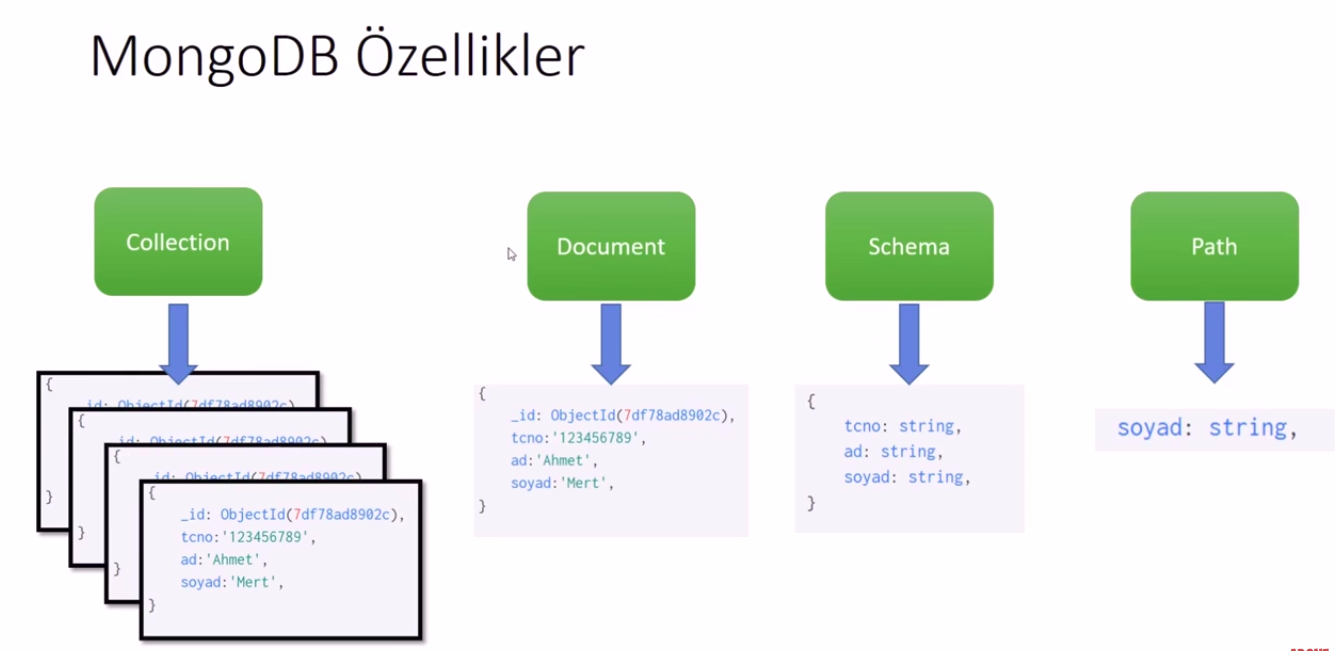 MongoDB Özellikler
Collection
Document
Schema
Path
{
_id: ObjectId(7df78ad8902c)
}
{
_id: ObjectId(7df78ad8902c)
}
{
_id: ObjectId(7df78ad8902c)
}
{
_id: ObjectId(7df78ad8902c),
tcno:'123456789',
ad:'Ahmet',
soyad:'Mert',
}
{
_id: ObjectId(7df78ad8902c),
tcno:'123456789',
ad:'Ahmet',
soyad:'Mert',
}
{
tcno: string,
ad: string,
soyad: string,
}
soyad: string,